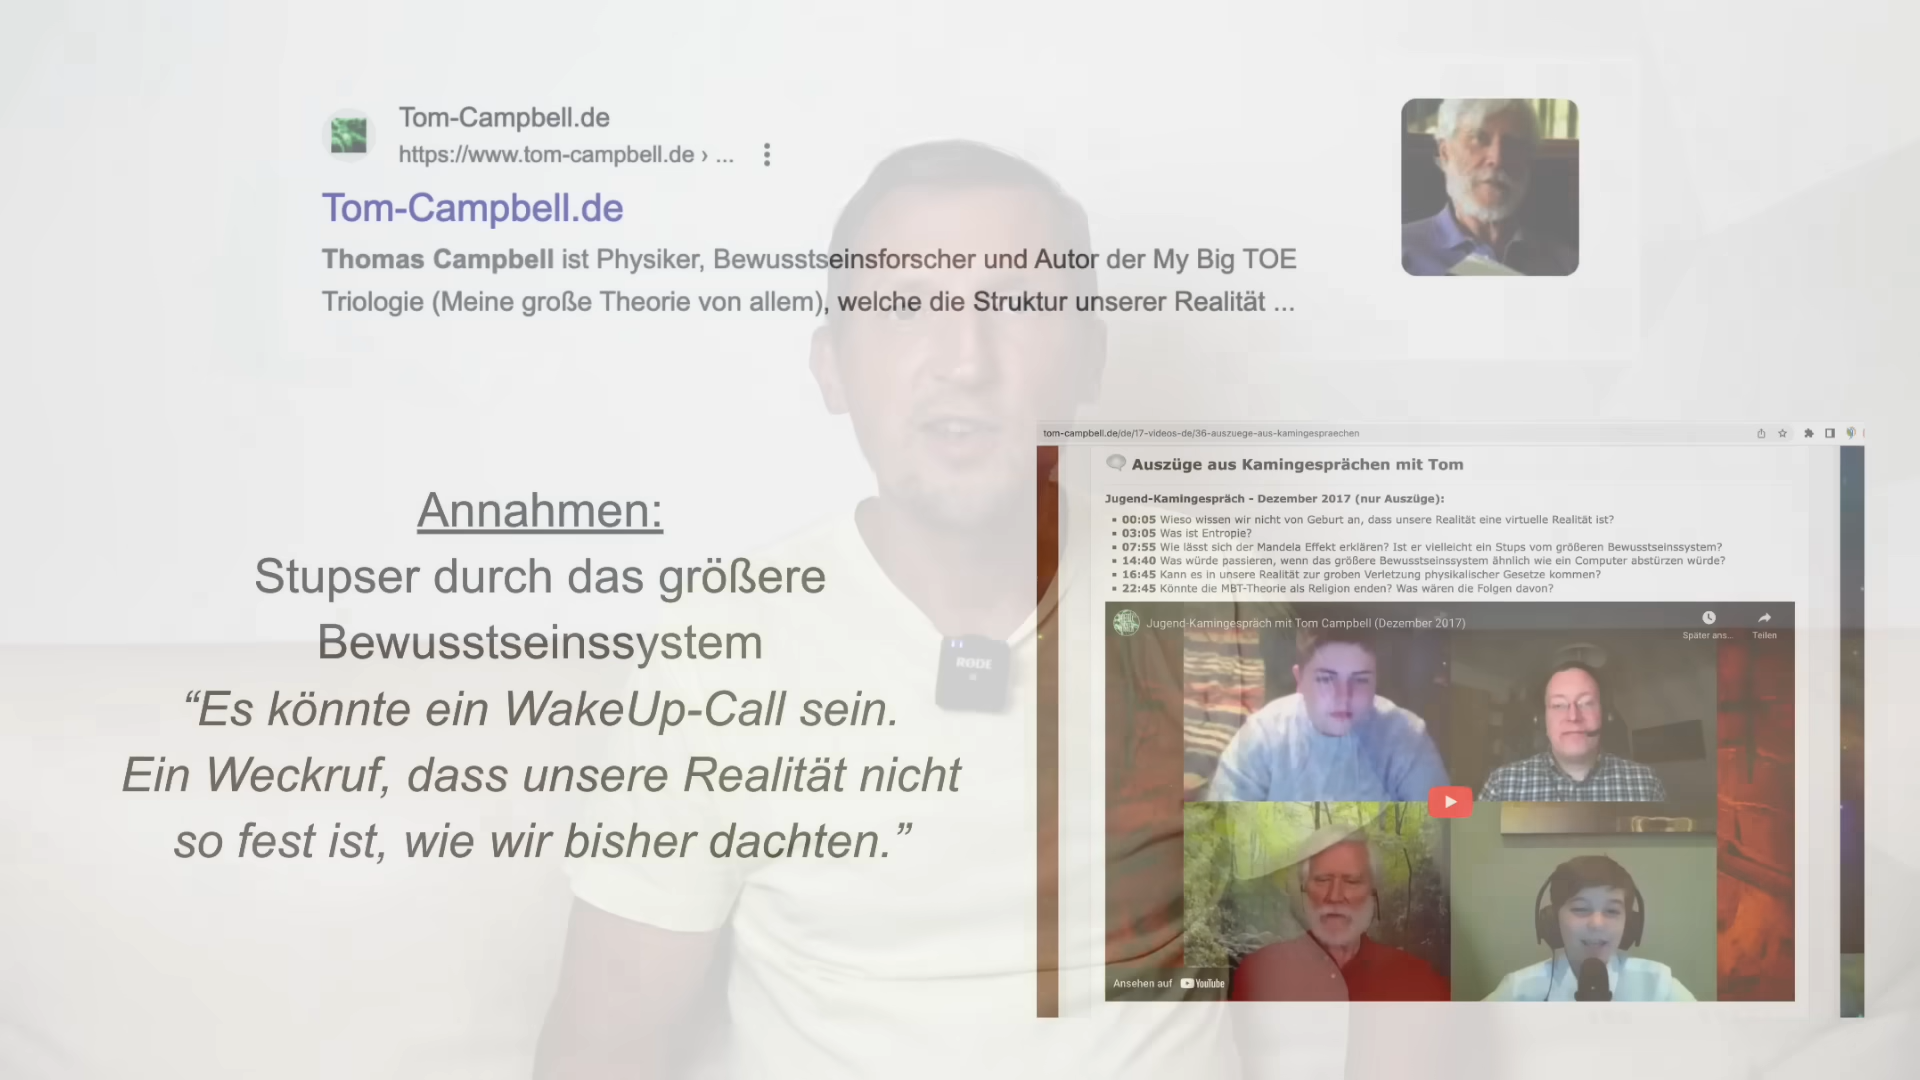 Tom-Campbell.de
https://www.tom-campbell.de › ...
Tom-Campbell.de
Thomas Campbell ist Physiker, Bewusstseinsforscher und Autor der My Big TOE
Triologie (Meine große Theorie von allem), welche die Struktur unserer Realität ...
Annahmen:
Stupser durch das größere
Bewusstseinssystem
“Es könnte ein WakeUp-Call sein.
Ein Weckruf, dass unsere Realität nicht
so fest ist, wie wir bisher dachten.”
RØDE
tom-campbell.de/de/17-videos-de/36-auszuege-aus-kamingespraechen
Auszüge aus Kamingesprächen mit Tom
Jugend-Kamingespräch - Dezember 2017 (nur Auszüge):
00:05 Wieso wissen wir nicht von Geburt an, dass unsere Realität eine virtuelle Realität ist?
03:05 Was ist Entropie?
07:55 Wie lässt sich der Mandela Effekt erklären? Ist er vielleicht ein Stups vom größeren Bewusstseinssystem?
14:40 Was würde passieren, wenn das größere Bewusstseinssystem ähnlich wie ein Computer abstürzen würde?
16:45 Kann es in unsere Realität zur groben Verletzung physikalischer Gesetze kommen?
22:45 Könnte die MBT-Theorie als Religion enden? Was wären die Folgen davon?
Jugend-Kamingespräch mit Tom Campbell (Dezember 2017)
Später ans...
Teilen
Ansehen auf YouTube